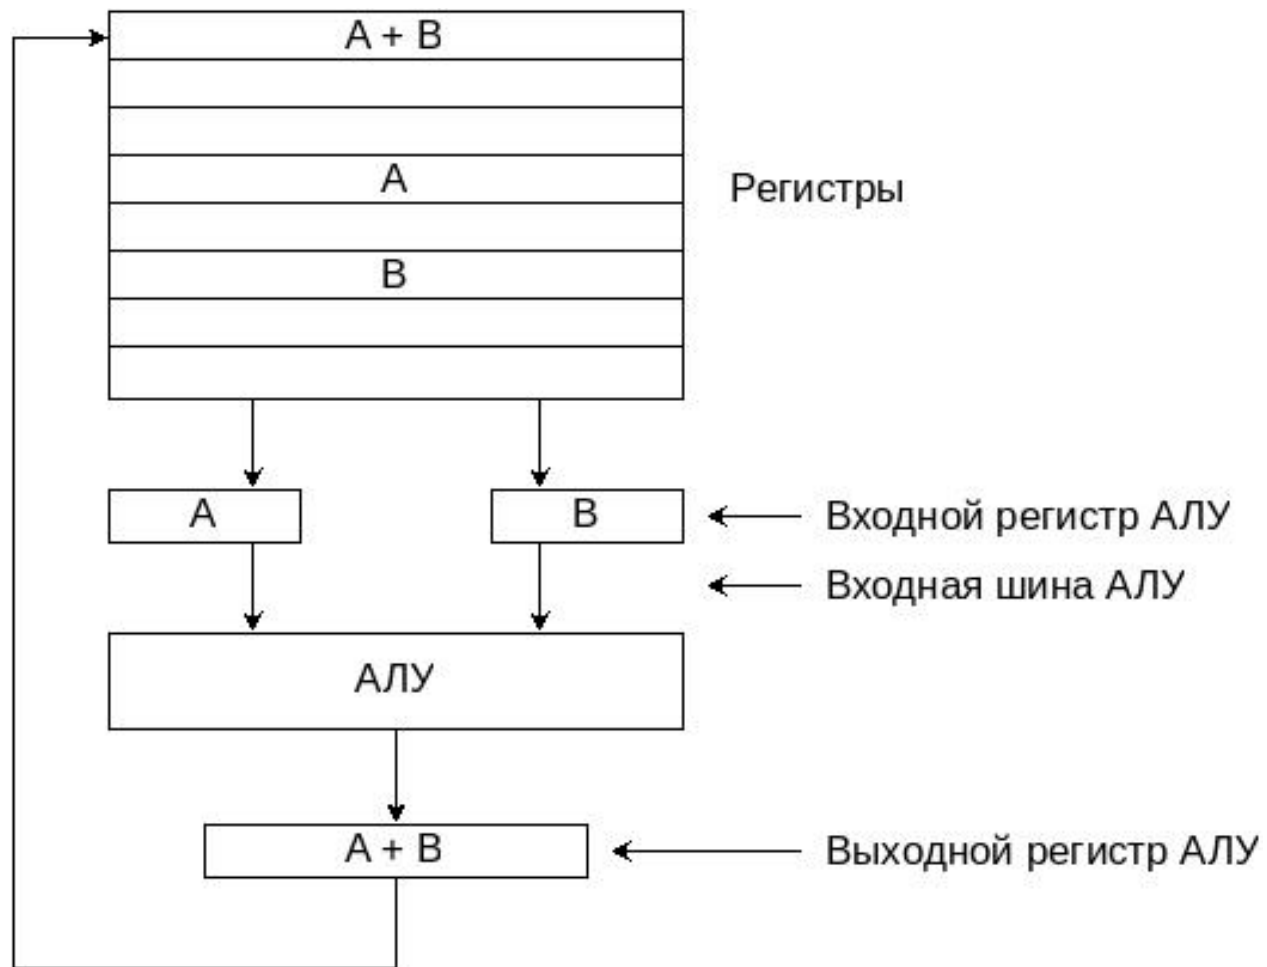 A + B
A
Регистры
B
A
B
Входной регистр АЛУ
Входная шина АЛУ
АЛУ
A + B
Выходной регистр АЛУ